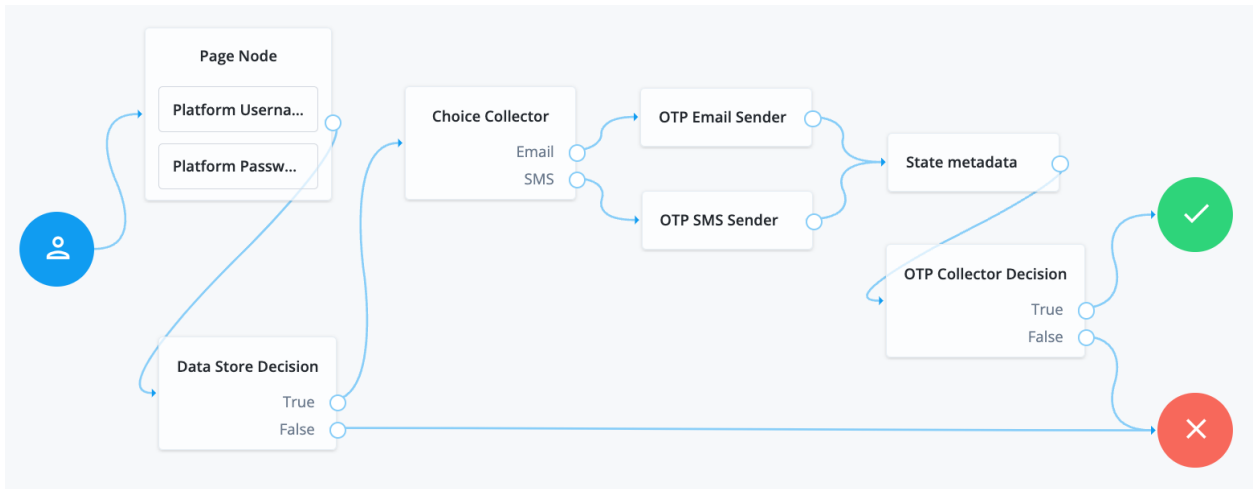 Page Node
Platform Userna...
Platform Passw...
Data Store Decision
True
False
Choice Collector
Email
SMS
OTP Email Sender
OTP SMS Sender
State metadata
OTP Collector Decision
True
False